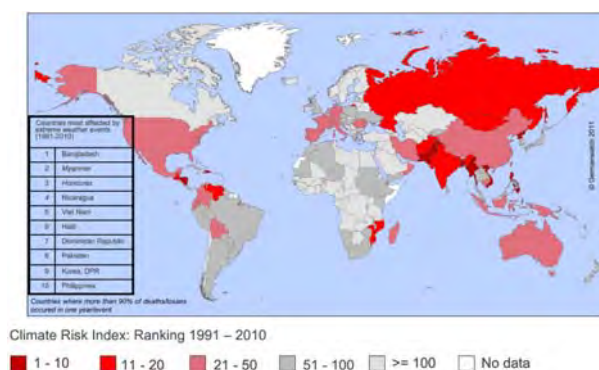 Countries most affected by
extreme weather events
(1991-2010)
1 Bangladesh
2 Myanmar
3 Honduras
4 Nicaragua
5 Viet Nam
6 Haiti
7 Dominican Republic
8 Pakistan
9 Korea, DPR
10 Philippines
Countries where more than 90% of deaths/losses
occured in one year/event
© Germanwatch 2011
Climate Risk Index: Ranking 1991 – 2010
1 - 10 11 - 20 21 - 50 51 - 100 >= 100 No data